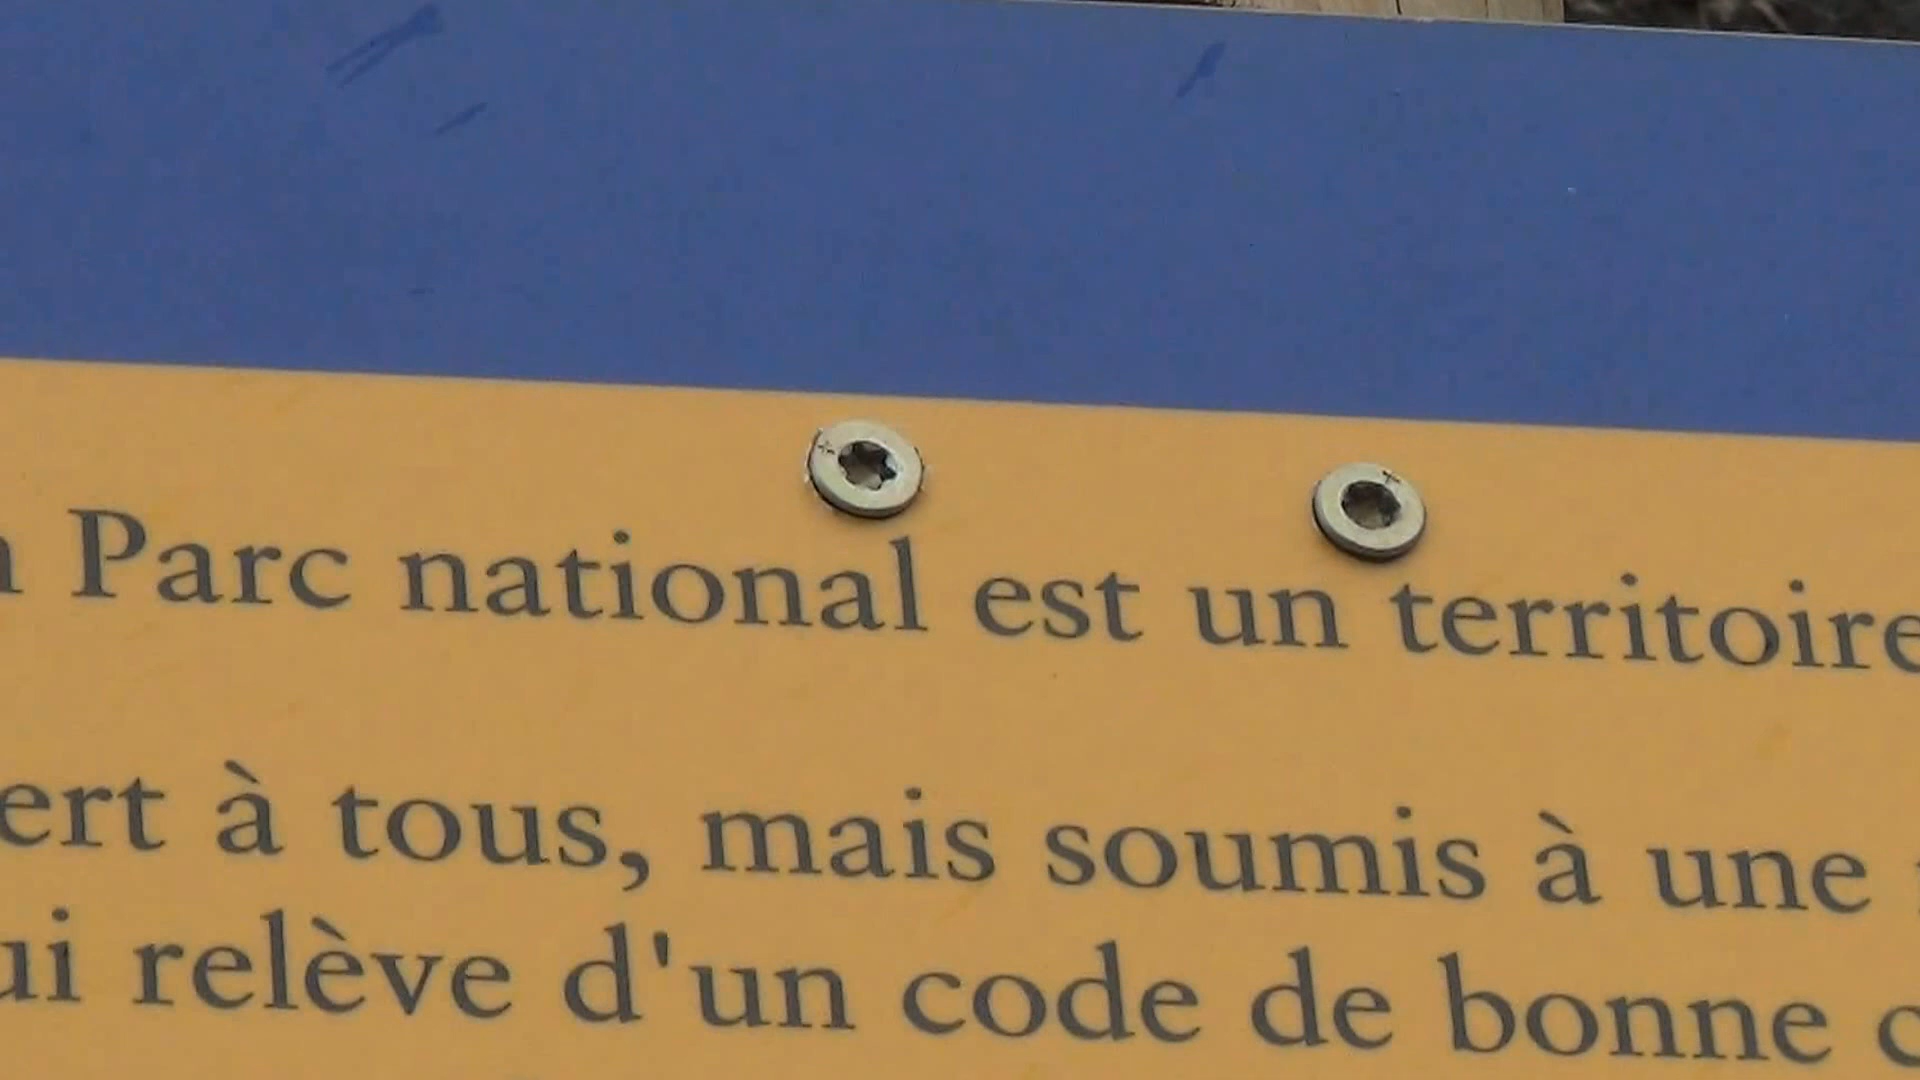 n Parc national est un territoire
ert à tous, mais soumis à une
ui relève d'un code de bonne c